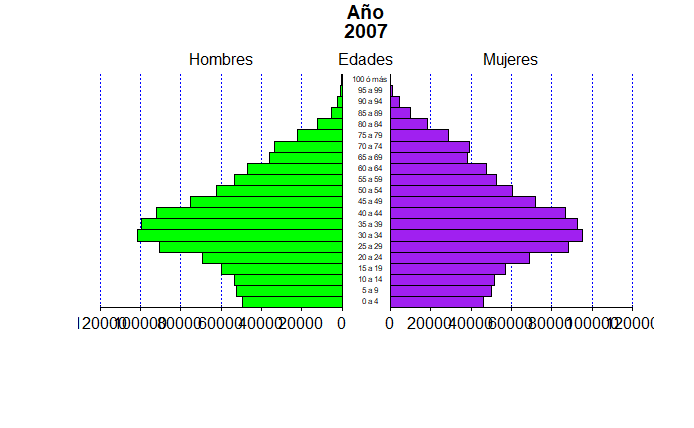 Año
2007
Hombres Edades Mujeres
100 ó más
95 a 99
90 a 94
85 a 89
80 a 84
75 a 79
70 a 74
65 a 69
60 a 64
55 a 59
50 a 54
45 a 49
40 a 44
35 a 39
30 a 34
25 a 29
20 a 24
15 a 19
10 a 14
5 a 9
0 a 4
120000 100000 80000 60000 40000 20000 0 0 20000 40000 60000 80000 100000 120000